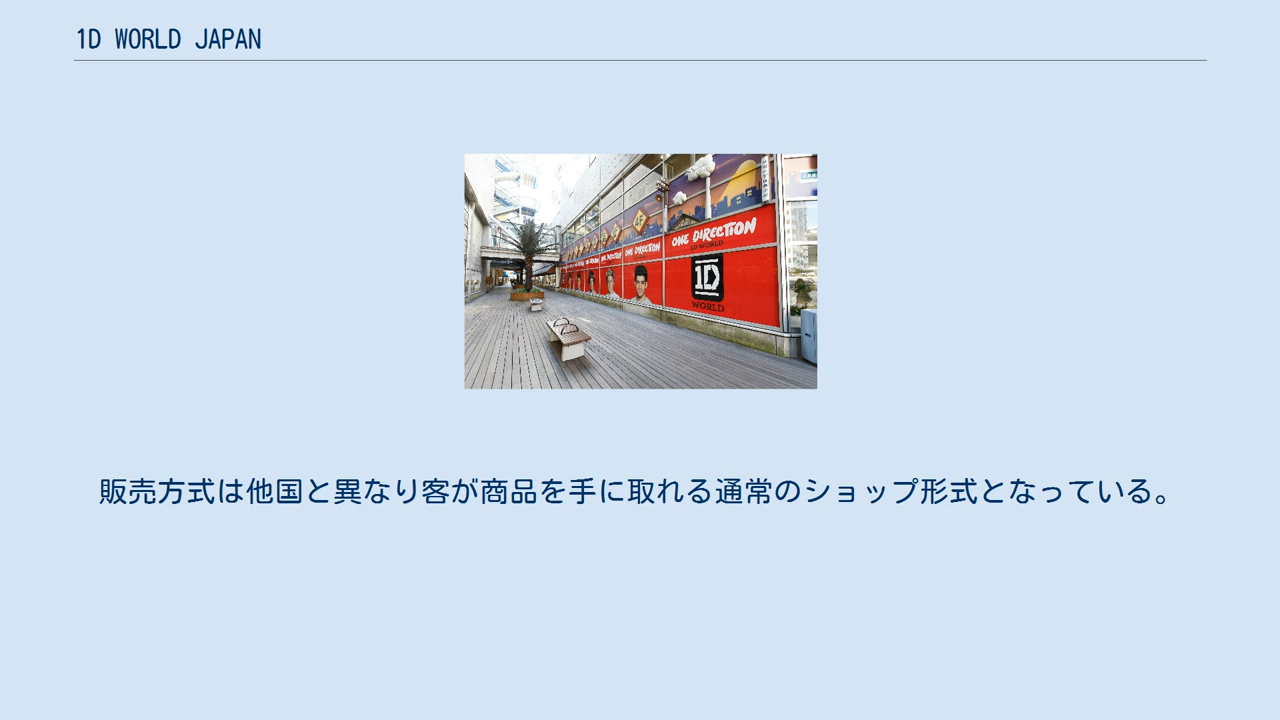 1D WORLD JAPAN
ONE DIRECTION
1D WORLD
ONE DIRECTION
1D
WORLD
4F
販売方式は他国と異なり客が商品を手に取れる通常のショップ形式となっている。